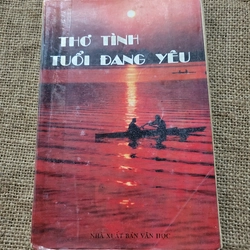 THƠ TÌNH
TUỔI ĐANG YÊU
NHÀ XUẤT BẢN VĂN HỌC